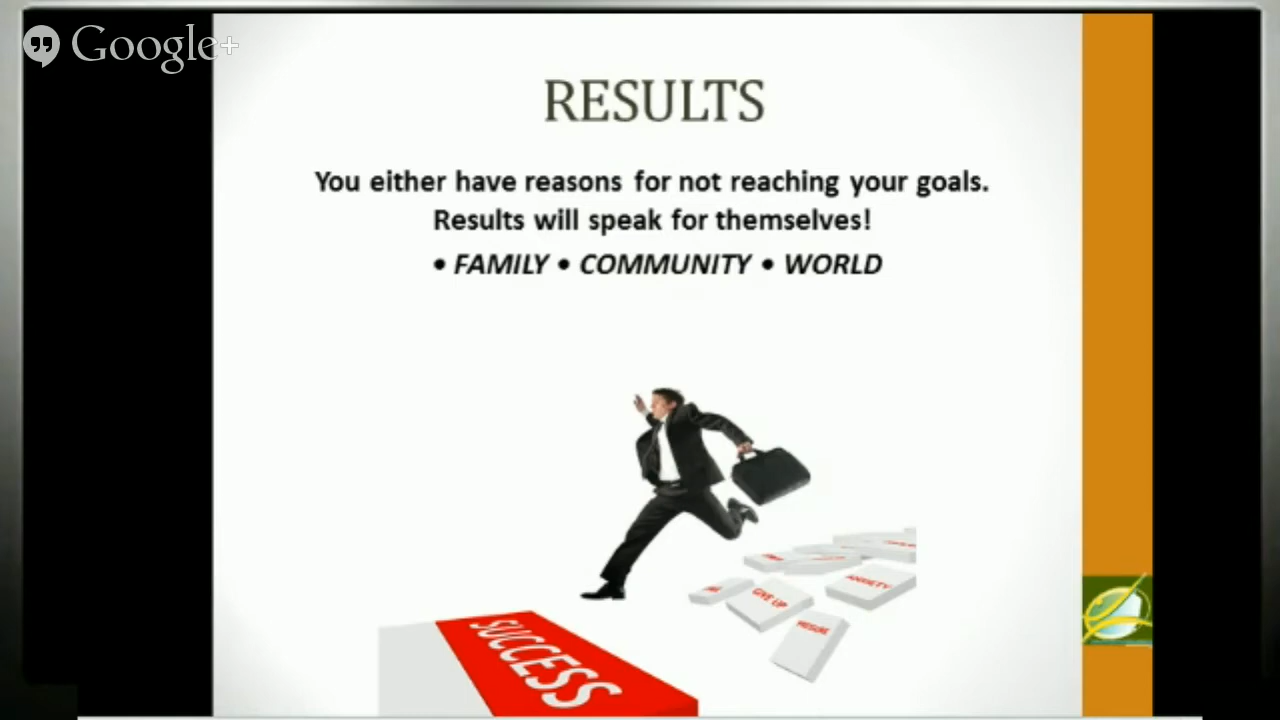 Google+
RESULTS
You either have reasons for not reaching your goals.
Results will speak for themselves!
• FAMILY • COMMUNITY • WORLD
ANXIETY
GIVE UP
SUCCESS